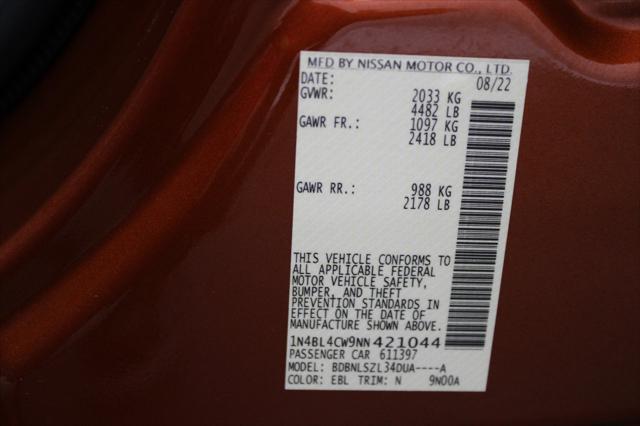 MFD BY NISSAN MOTOR CO., LTD.
DATE: 08/22
GVWR: 2033 KG
4482 LB
GAWR FR.: 1097 KG
2418 LB
GAWR RR.: 988 KG
2178 LB
THIS VEHICLE CONFORMS TO
ALL APPLICABLE FEDERAL
MOTOR VEHICLE SAFETY,
BUMPER, AND THEFT
PREVENTION STANDARDS IN
EFFECT ON THE DATE OF
MANUFACTURE SHOWN ABOVE.
1N4BL4CW9NN421044
PASSENGER CAR 611397
MODEL: BDBNLSZL34DUA----A
COLOR: EBL TRIM: N 9N00A